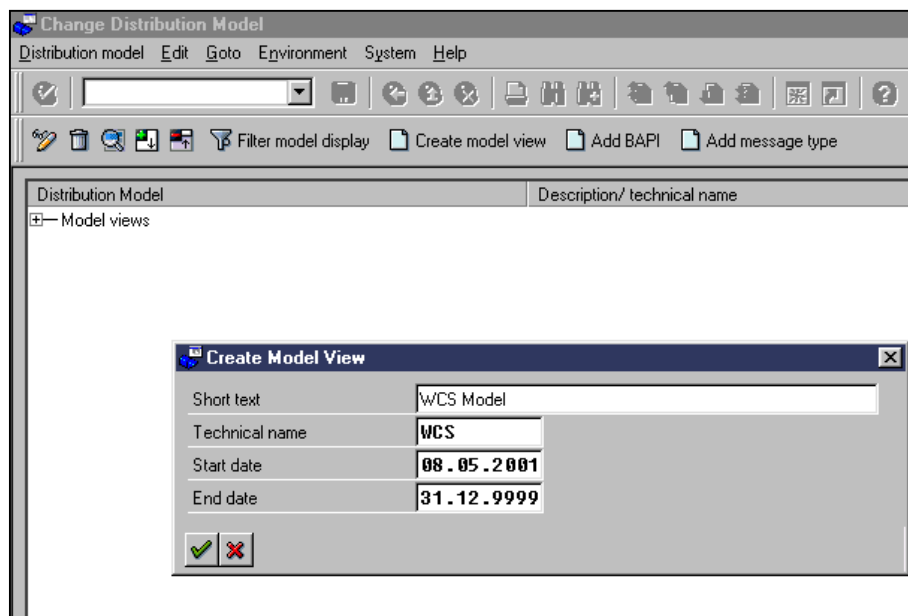 Change Distribution Model
Distribution model Edit Goto Environment System Help
Filter model display Create model view Add BAPI Add message type
Distribution Model Description/ technical name
Model views
Create Model View
Short text WCS Model
Technical name WCS
Start date 08.05.2001
End date 31.12.9999